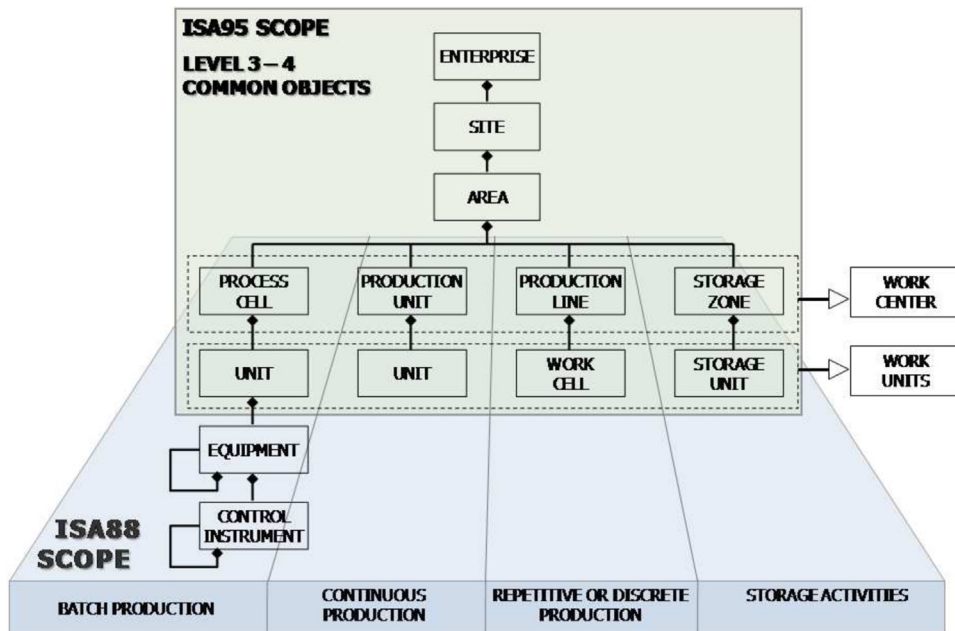 ISA95 SCOPE
LEVEL 3 – 4
COMMON OBJECTS
ENTERPRISE
SITE
AREA
PROCESS
CELL
PRODUCTION
UNIT
PRODUCTION
LINE
STORAGE
ZONE
WORK
CENTER
UNIT
UNIT
WORK
CELL
STORAGE
UNIT
WORK
UNITS
EQUIPMENT
CONTROL
INSTRUMENT
ISA88
SCOPE
BATCH PRODUCTION
CONTINUOUS
PRODUCTION
REPETITIVE OR DISCRETE
PRODUCTION
STORAGE ACTIVITIES